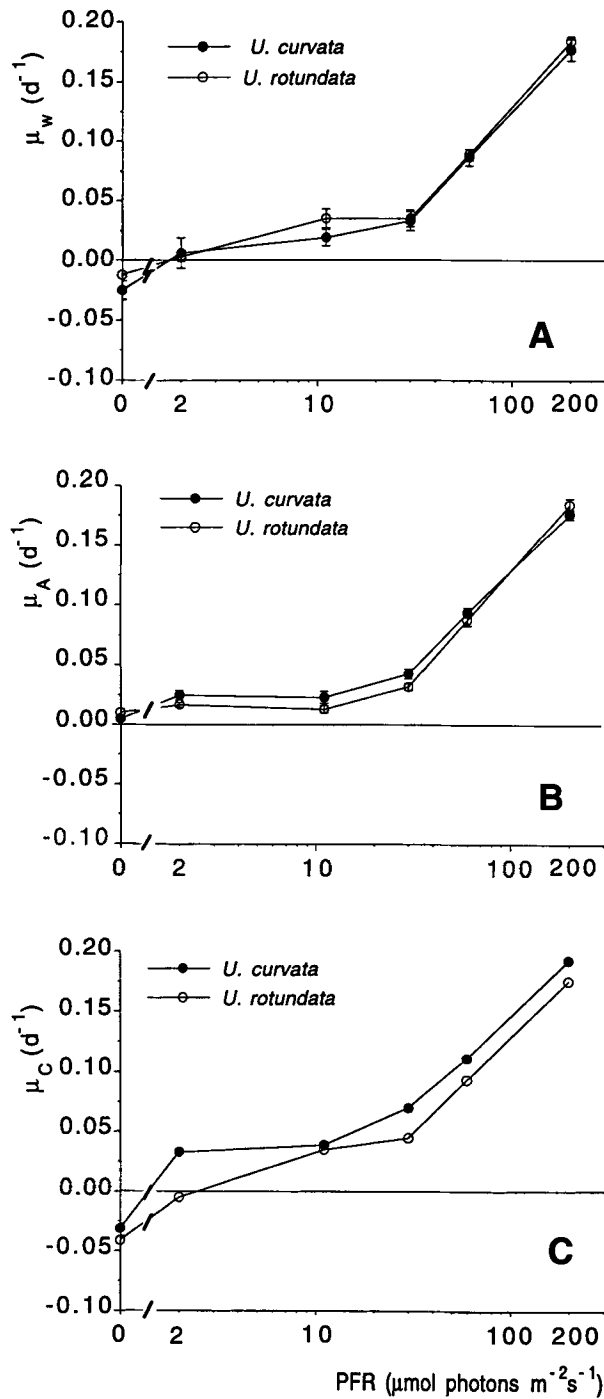 0.20
0.15
0.10
0.05
0.00
-0.05
-0.10
μw (d-1)
U. curvata
U. rotundata
A
0 2 10 100 200
0.20
0.15
0.10
0.05
0.00
-0.05
-0.10
μA (d-1)
U. curvata
U. rotundata
B
0 2 10 100 200
0.20
0.15
0.10
0.05
0.00
-0.05
-0.10
μC (d-1)
U. curvata
U. rotundata
C
0 2 10 100 200
PFR (μmol photons m-2s-1)